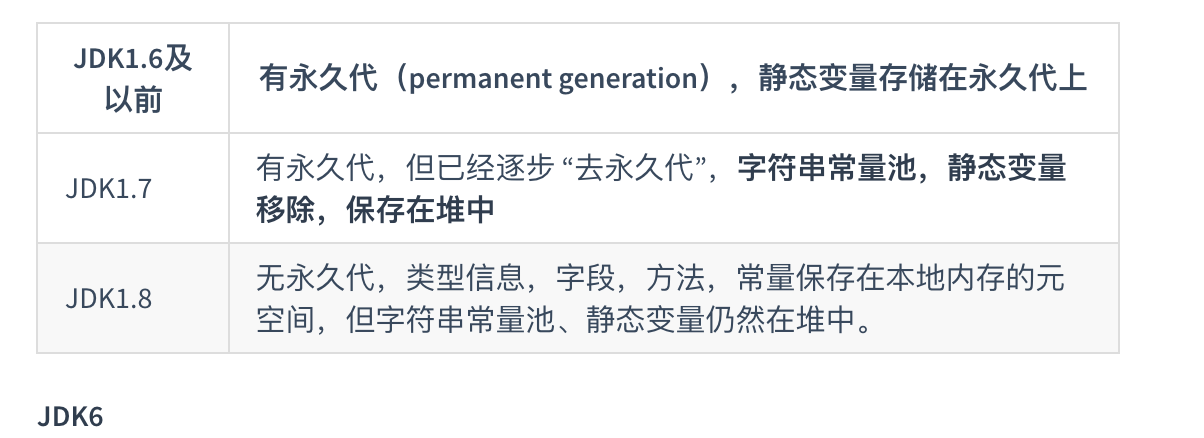 JDK1.6及
以前
有永久代（permanent generation），静态变量存储在永久代上
JDK1.7
有永久代，但已经逐步 “去永久代”，字符串常量池，静态变量
移除，保存在堆中
JDK1.8
无永久代，类型信息，字段，方法，常量保存在本地内存的元
空间，但字符串常量池、静态变量仍然在堆中。
JDK6